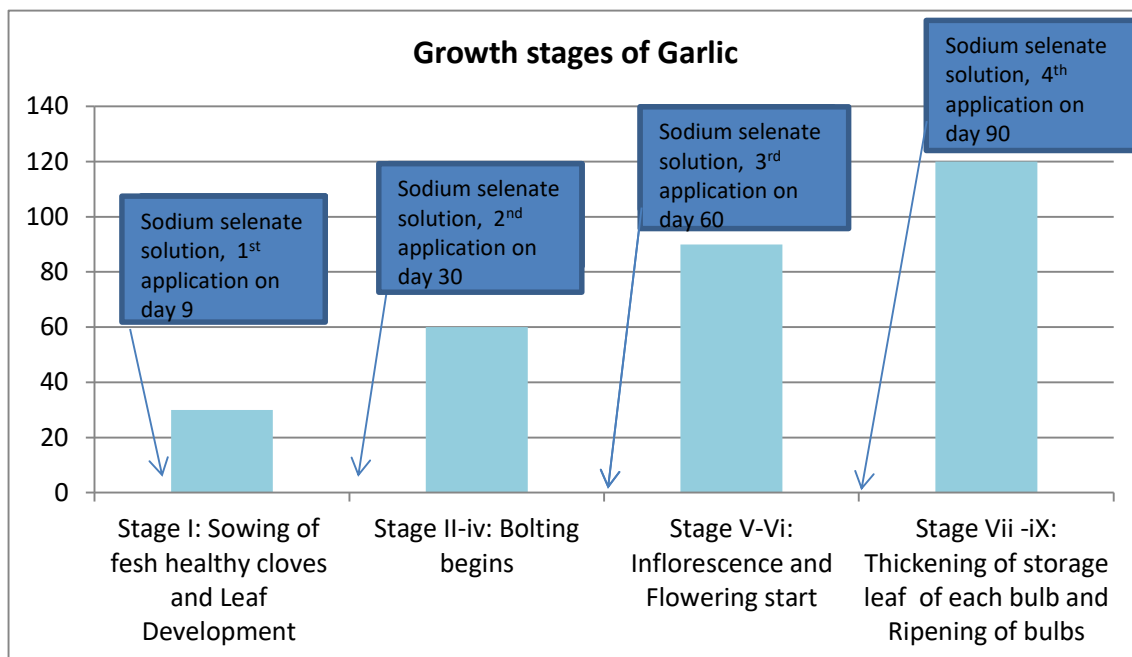 Growth stages of Garlic
Sodium selenate
solution, 1st
application on
day 9
Sodium selenate
solution, 2nd
application on
day 30
Sodium selenate
solution, 3rd
application on
day 60
Sodium selenate
solution, 4th
application on
day 90
140
120
100
80
60
40
20
0
Stage I: Sowing of
fesh healthy cloves
and Leaf
Development
Stage II-iv: Bolting
begins
Stage V-Vi:
Inflorescence and
Flowering start
Stage Vii -iX:
Thickening of storage
leaf of each bulb and
Ripening of bulbs